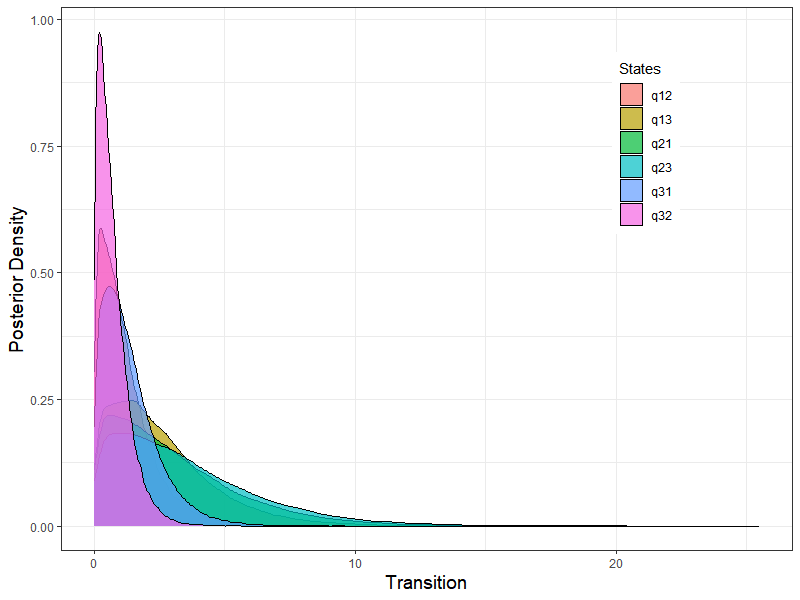 1.00
0.75
0.50
0.25
0.00
Posterior Density
0
10
20
Transition
States
q12
q13
q21
q23
q31
q32